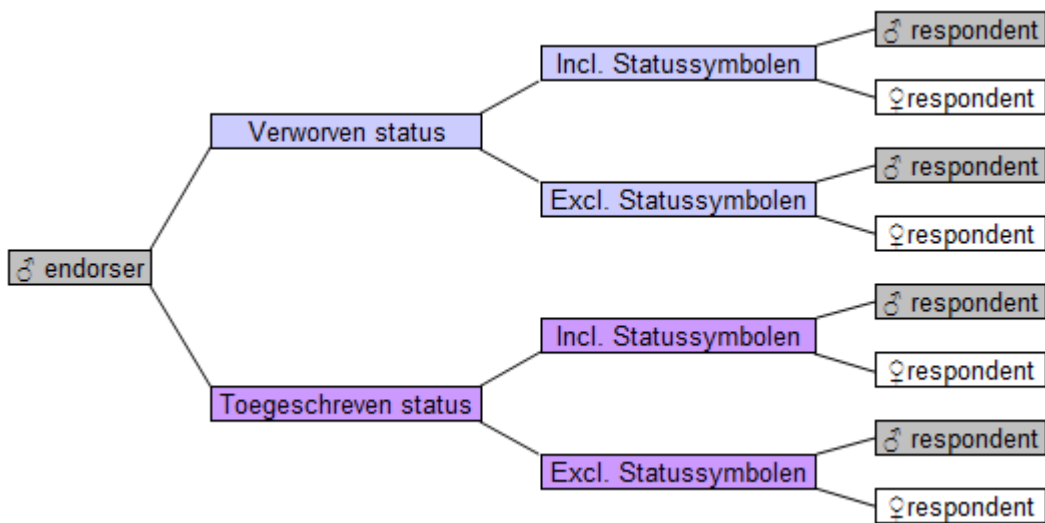 ♂ respondent
Incl. Statussymbolen
♀respondent
Verworven status
♂ respondent
Excl. Statussymbolen
♀respondent
♂ endorser
♂ respondent
Incl. Statussymbolen
♀respondent
Toegeschreven status
♂ respondent
Excl. Statussymbolen
♀respondent